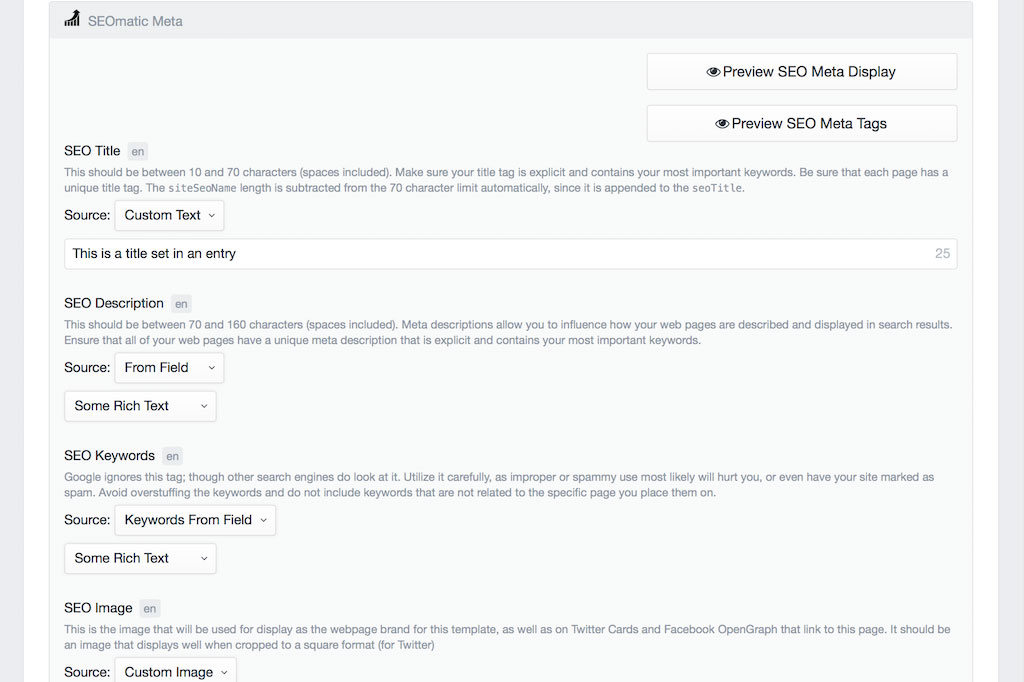 SEOmatic Meta
Preview SEO Meta Display
Preview SEO Meta Tags
SEO Title en
This should be between 10 and 70 characters (spaces included). Make sure your title tag is explicit and contains your most important keywords. Be sure that each page has a
unique title tag. The siteSeoName length is subtracted from the 70 character limit automatically, since it is appended to the seoTitle.
Source: Custom Text
This is a title set in an entry 25
SEO Description en
This should be between 70 and 160 characters (spaces included). Meta descriptions allow you to influence how your web pages are described and displayed in search results.
Ensure that all of your web pages have a unique meta description that is explicit and contains your most important keywords.
Source: From Field
Some Rich Text
SEO Keywords en
Google ignores this tag; though other search engines do look at it. Utilize it carefully, as improper or spammy use most likely will hurt you, or even have your site marked as
spam. Avoid overstuffing the keywords and do not include keywords that are not related to the specific page you place them on.
Source: Keywords From Field
Some Rich Text
SEO Image en
This is the image that will be used for display as the webpage brand for this template, as well as on Twitter Cards and Facebook OpenGraph that link to this page. It should be
an image that displays well when cropped to a square format (for Twitter)
Source: Custom Image